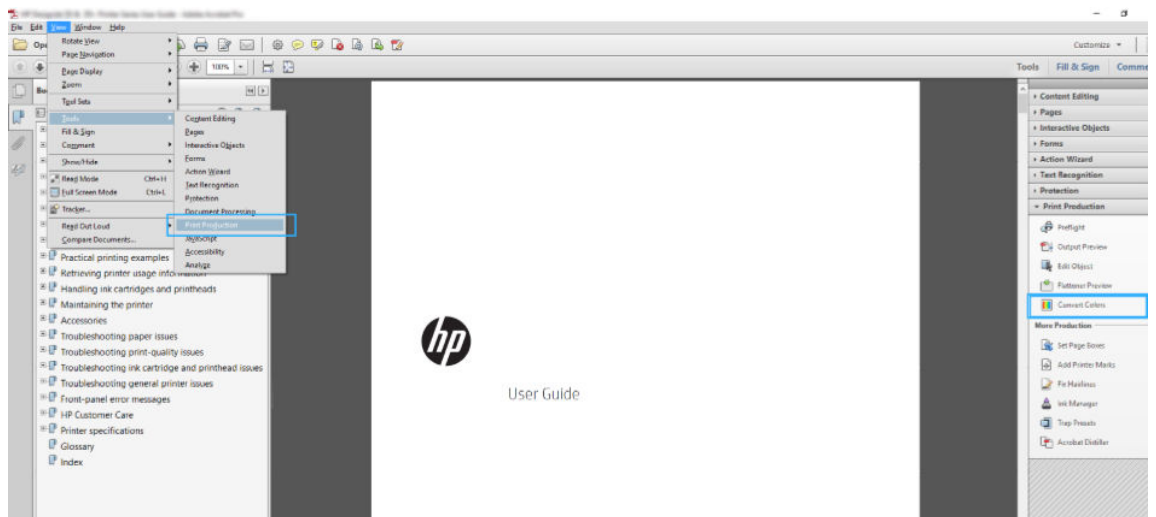 File Edit View Window Help
Customize
100%
Tools Fill & Sign Comme
Rotate View
Page Navigation
Page Display
Zoom
Tool Sets
Tools
Fill & Sign
Comment
Show/Hide
Read Mode Ctrl+H
Full Screen Mode Ctrl+L
Tracker...
Read Out Loud
Compare Documents...
Content Editing
Pages
Interactive Objects
Forms
Action Wizard
Text Recognition
Protection
Document Processing
Print Production
JavaScript
Accessibility
Analyze
Practical printing examples
Retrieving printer usage
Handling ink cartridges and printheads
Maintaining the printer
Accessories
Troubleshooting paper issues
Troubleshooting print-quality issues
Troubleshooting ink cartridge and printhead issues
Troubleshooting general printer issues
Front-panel error messages
HP Customer Care
Printer specifications
Glossary
Index
hp
User Guide
Content Editing
Pages
Interactive Objects
Forms
Action Wizard
Text Recognition
Protection
Print Production
Preflight
Output Preview
Edit Object
Flattener Preview
Convert Colors
More Production
Set Page Boxes
Add Printer Marks
Fix Hairlines
Ink Manager
Trap Presets
Acrobat Distiller